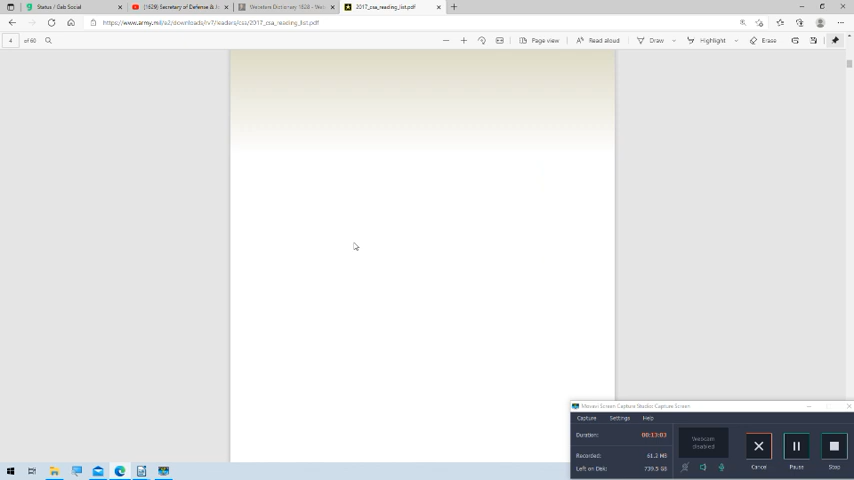 Status / Gab Social
(1629) Secretary of Defense & J
Websters Dictionary 1828 - Web
2017_csa_reading_list.pdf
https://www.army.mil/e2/downloads/rv7/leaders/csa/2017_csa_reading_list.pdf
4 of 60
Page view
Read aloud
Draw
Highlight
Erase
Movavi Screen Capture Studio: Capture Screen
Capture Settings Help
Duration: 00:13:03
Recorded: 61.2 MB
Left on Disk: 739.5 GB
Webcam
disabled
Cancel Pause Stop